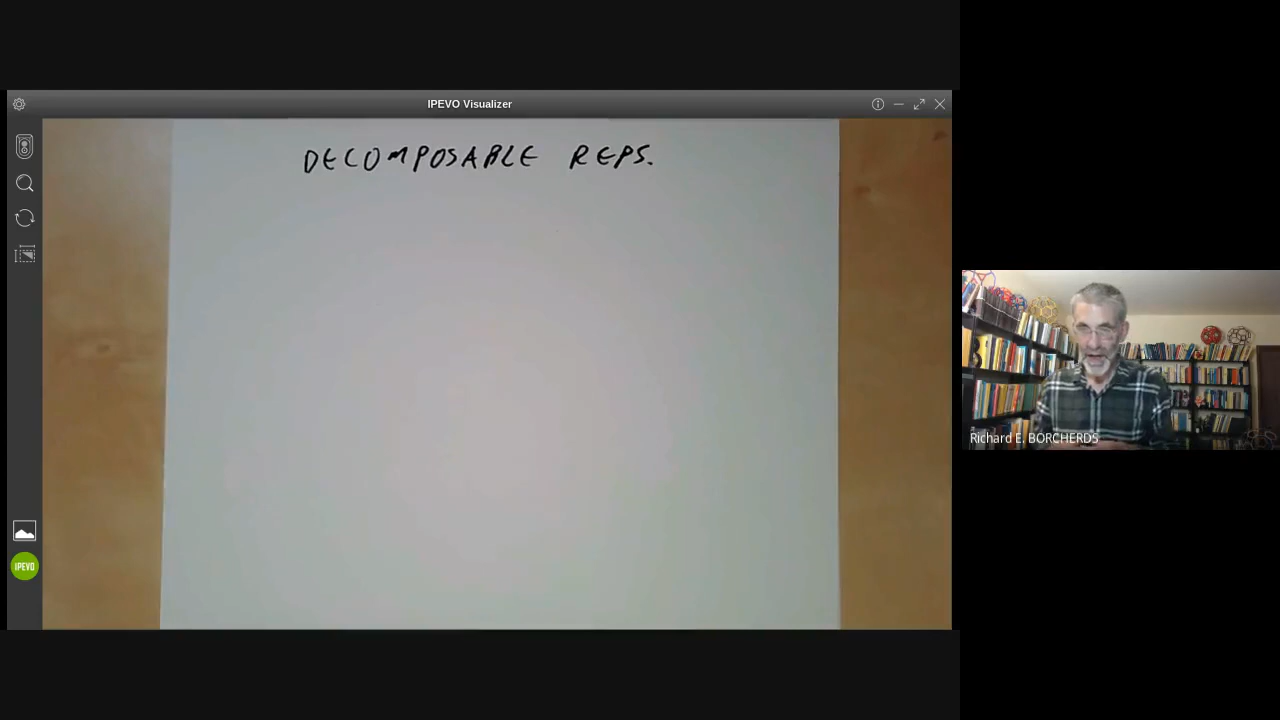 IPEVO Visualizer
DECOMPOSABLE REPS.
IPEVO
Richard E. BORCHERDS